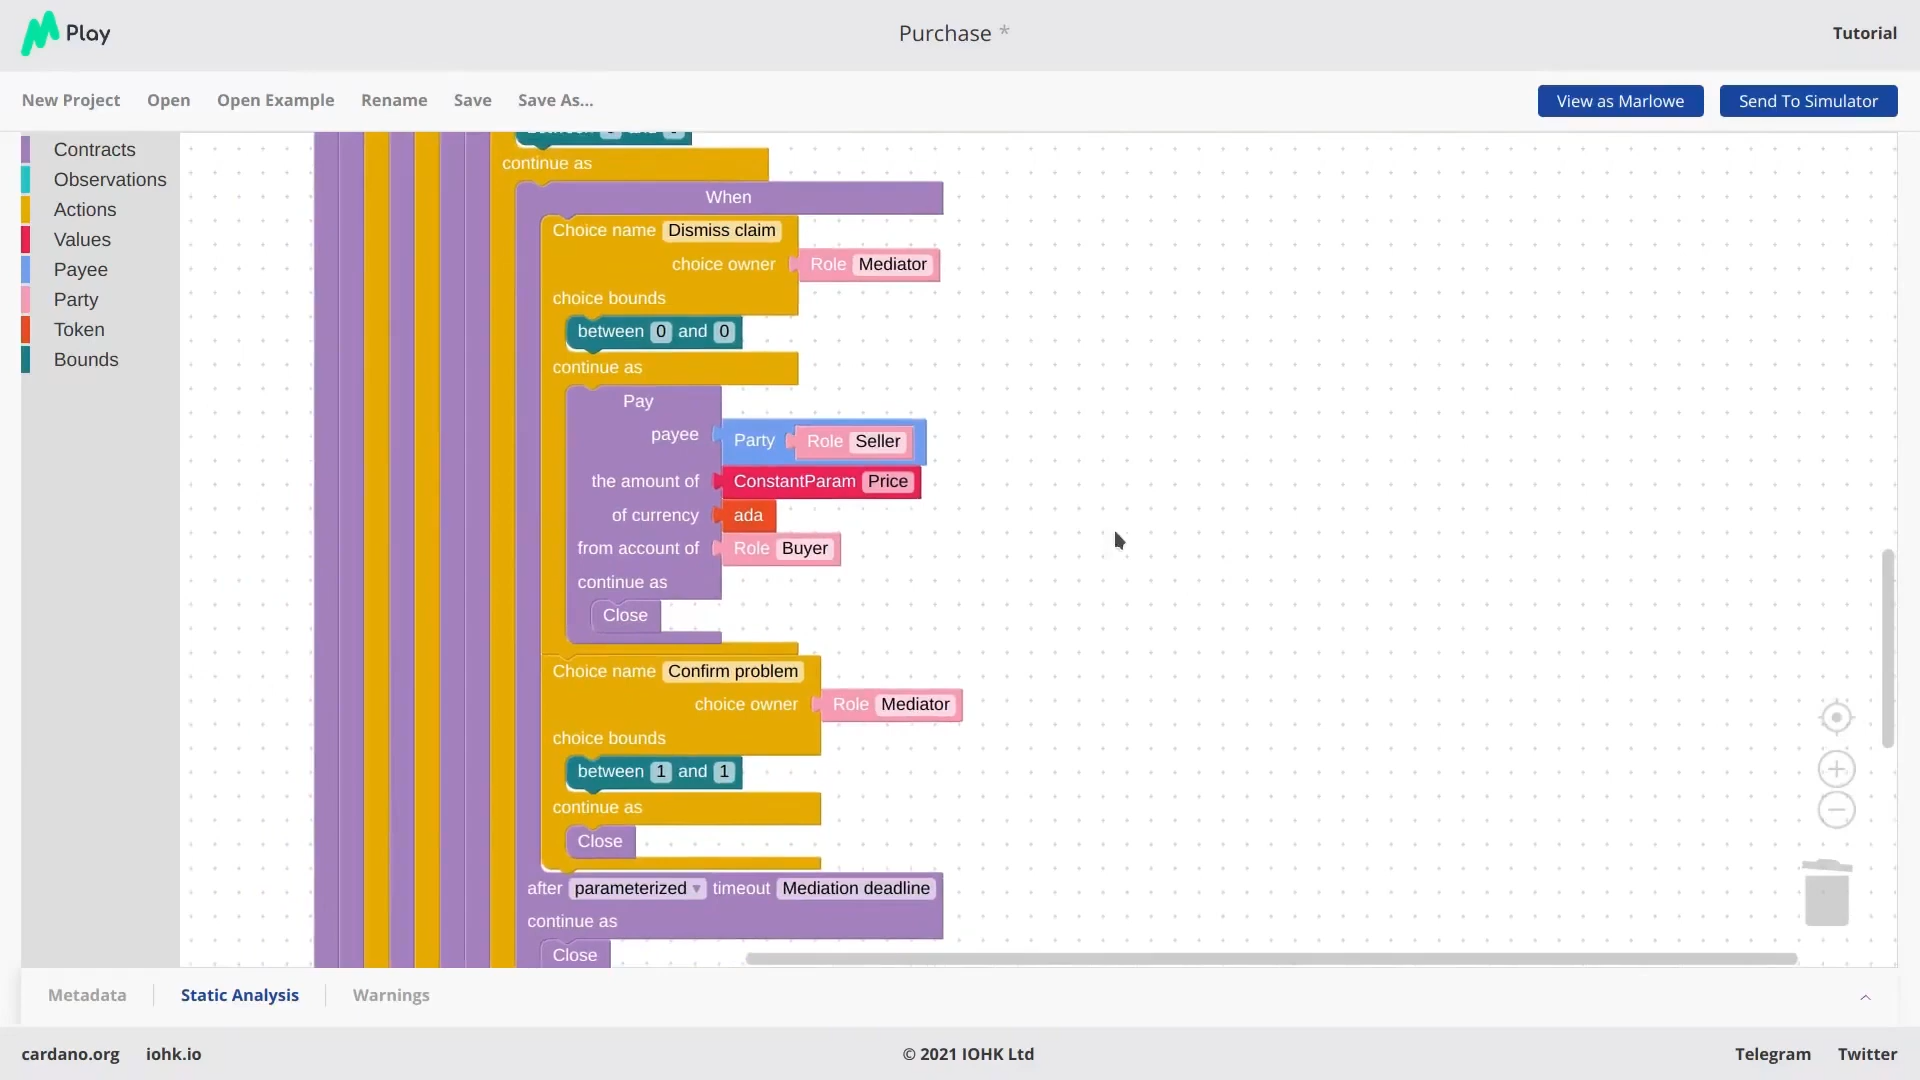 Play
Purchase *
Tutorial
New Project
Open
Open Example
Rename
Save
Save As...
View as Marlowe
Send To Simulator
Contracts
Observations
Actions
Values
Payee
Party
Token
Bounds
continue as
When
Choice name Dismiss claim
choice owner Role Mediator
choice bounds
between 0 and 0
continue as
Pay
payee Party Role Seller
the amount of ConstantParam Price
of currency ada
from account of Role Buyer
continue as
Close
Choice name Confirm problem
choice owner Role Mediator
choice bounds
between 1 and 1
continue as
Close
after parameterized timeout Mediation deadline
continue as
Close
Metadata
Static Analysis
Warnings
cardano.org
iohk.io
© 2021 IOHK Ltd
Telegram
Twitter